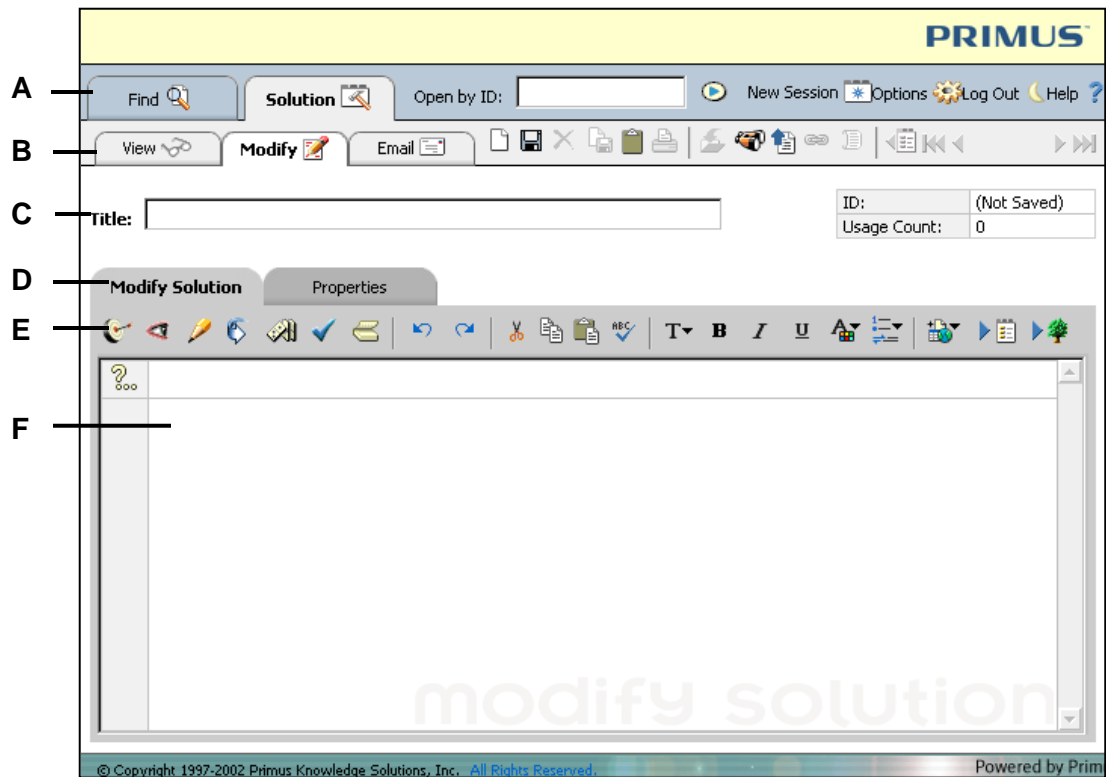 PRIMUS
A Find Solution Open by ID: New Session Options Log Out Help ?
B View Modify Email
C Title: ID: (Not Saved)
Usage Count: 0
D Modify Solution Properties
E ABC T B I U A 1
F
modify solution
© Copyright 1997-2002 Primus Knowledge Solutions, Inc. All Rights Reserved. Powered by Prim